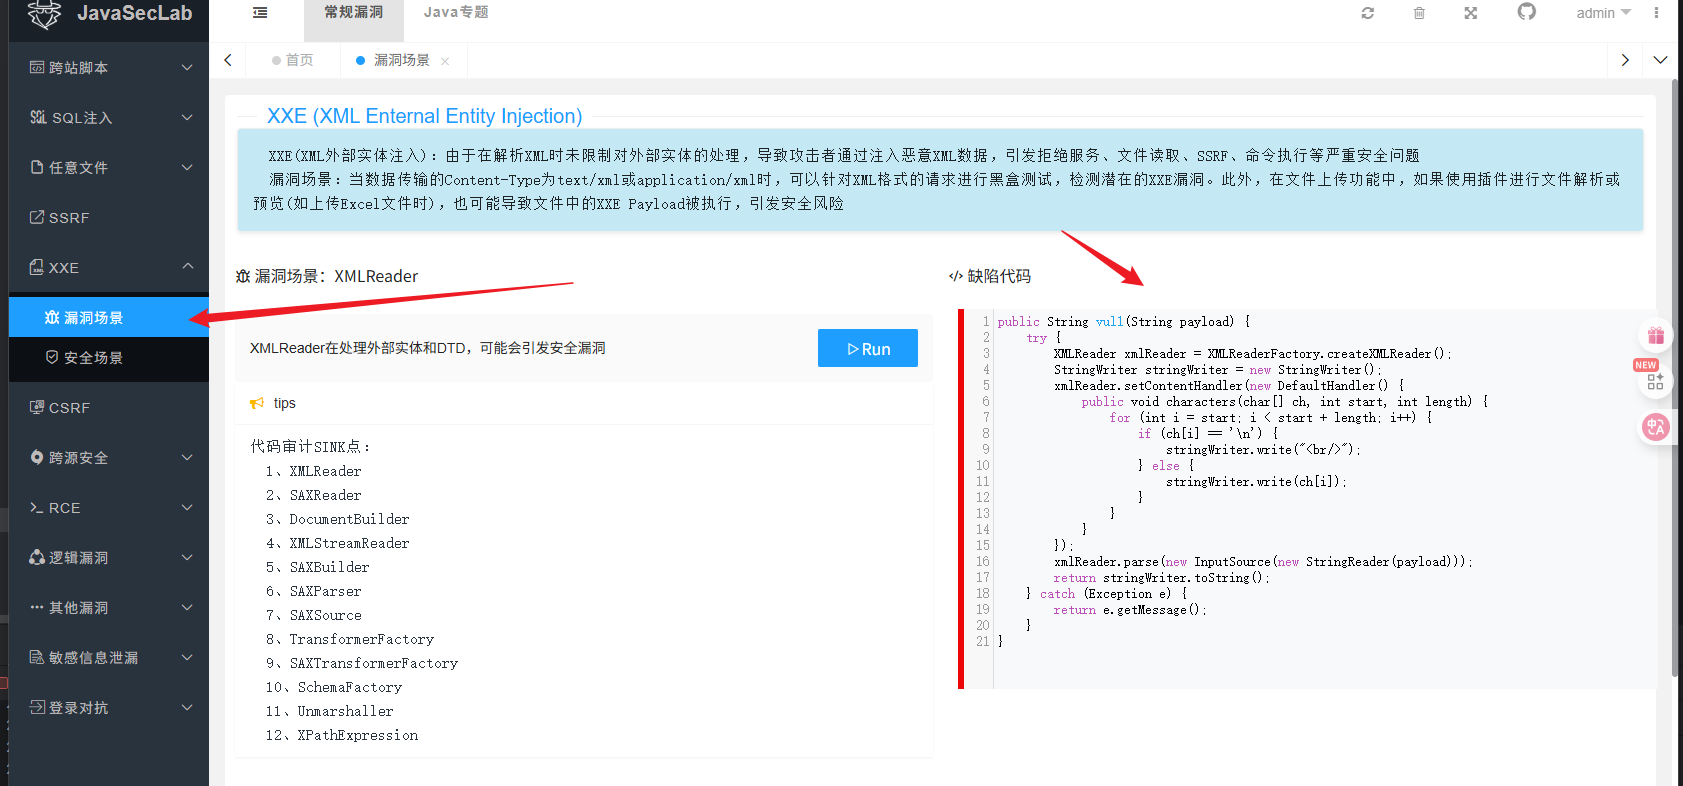 JavaSecLab
常规漏洞
Java专题
admin
首页
漏洞场景
跨站脚本
SQL注入
任意文件
SSRF
XXE
漏洞场景
安全场景
CSRF
跨源安全
RCE
逻辑漏洞
其他漏洞
敏感信息泄漏
登录对抗
XXE (XML Enternal Entity Injection)
XXE(XML外部实体注入)：由于在解析XML时未限制对外部实体的处理，导致攻击者通过注入恶意XML数据，引发拒绝服务、文件读取、SSRF、命令执行等严重安全问题
漏洞场景：当数据传输的Content-Type为text/xml或application/xml时，可以针对XML格式的请求进行黑盒测试，检测潜在的XXE漏洞。此外，在文件上传功能中，如果使用插件进行文件解析或
预览(如上传Excel文件时)，也可能导致文件中的XXE Payload被执行，引发安全风险
漏洞场景：XMLReader
XMLReader在处理外部实体和DTD，可能会引发安全漏洞
Run
tips
代码审计SINK点：
1、XMLReader
2、SAXReader
3、DocumentBuilder
4、XMLStreamReader
5、SAXBuilder
6、SAXParser
7、SAXSource
8、TransformerFactory
9、SAXTransformerFactory
10、SchemaFactory
11、Unmarshaller
12、XPathExpression
</> 缺陷代码
1 public String vul1(String payload) {
2 try {
3 XMLReader xmlReader = XMLReaderFactory.createXMLReader();
4 StringWriter stringWriter = new StringWriter();
5 xmlReader.setContentHandler(new DefaultHandler() {
6 public void characters(char[] ch, int start, int length) {
7 for (int i = start; i < start + length; i++) {
8 if (ch[i] == '\n') {
9 stringWriter.write("<br/>");
10 } else {
11 stringWriter.write(ch[i]);
12 }
13 }
14 }
15 });
16 xmlReader.parse(new InputSource(new StringReader(payload)));
17 return stringWriter.toString();
18 } catch (Exception e) {
19 return e.getMessage();
20 }
21 }
NEW
中A